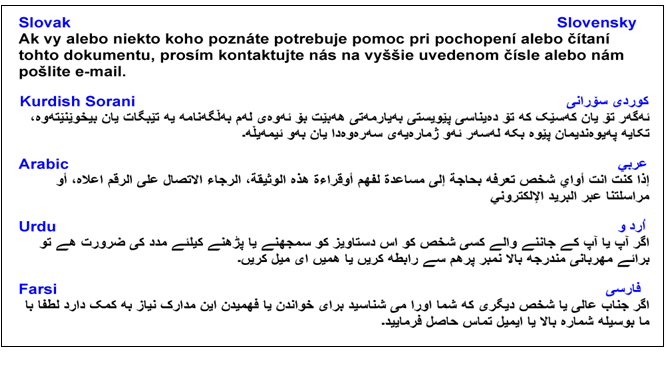 Slovak Slovensky
Ak vy alebo niekto koho poznáte potrebuje pomoc pri pochopení alebo čítaní
tohto dokumentu, prosím kontaktujte nás na vyššie uvedenom čísle alebo nám
pošlite e-mail.
Kurdish Sorani کوردی سۆرانی
ئەگەر تۆ یان کەسێک کە تۆ دەیناسی پێویستی بەیارمەتی هەبێت بۆ ئەوەی لەم بەڵگەنامە یە تێبگات یان بیخوێنێتەوە،
تکایە پەیوەندیمان پێوە بکە لەسەر ئەو ژمارەیەی سەرەوەدا یان بەو ئیمەیڵە.
Arabic عربي
إذا كنت انت أواي شخص تعرفه بحاجة إلى مساعدة لفهم أوقراءة هذه الوثيقة، الرجاء الاتصال على الرقم اعلاه، أو
مراسلتنا عبر البريد الإلكتروني
Urdu اُرد و
اگر آپ یا آپ کے جاننے والے کسی شخص کو اس دستاویز کو سمجھنے یا پڑھنے کیلئے مدد کی ضرورت ھے تو
برائے مھربانی مندرجہ بالا نمبر پرھم سے رابطہ کریں یا ھمیں ای میل کریں۔
Farsi فارسی
اگر جناب عالی یا شخص دیگری که شما اورا می شناسید برای خواندن یا فهمیدن این مدارک نیاز به کمک دارد لطفا با
ما بوسیله شماره بالا یا ایمیل تماس حاصل فرمایید.